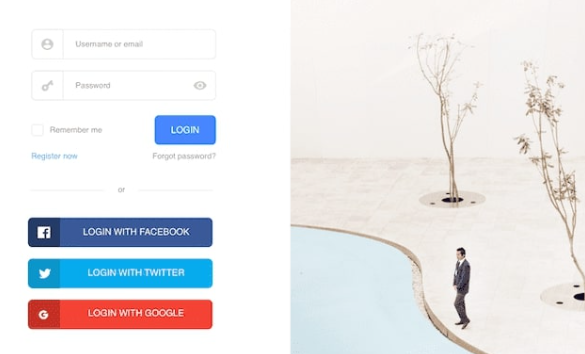 Username or email
Password
Remember me
LOGIN
Register now
Forgot password?
or
LOGIN WITH FACEBOOK
LOGIN WITH TWITTER
LOGIN WITH GOOGLE